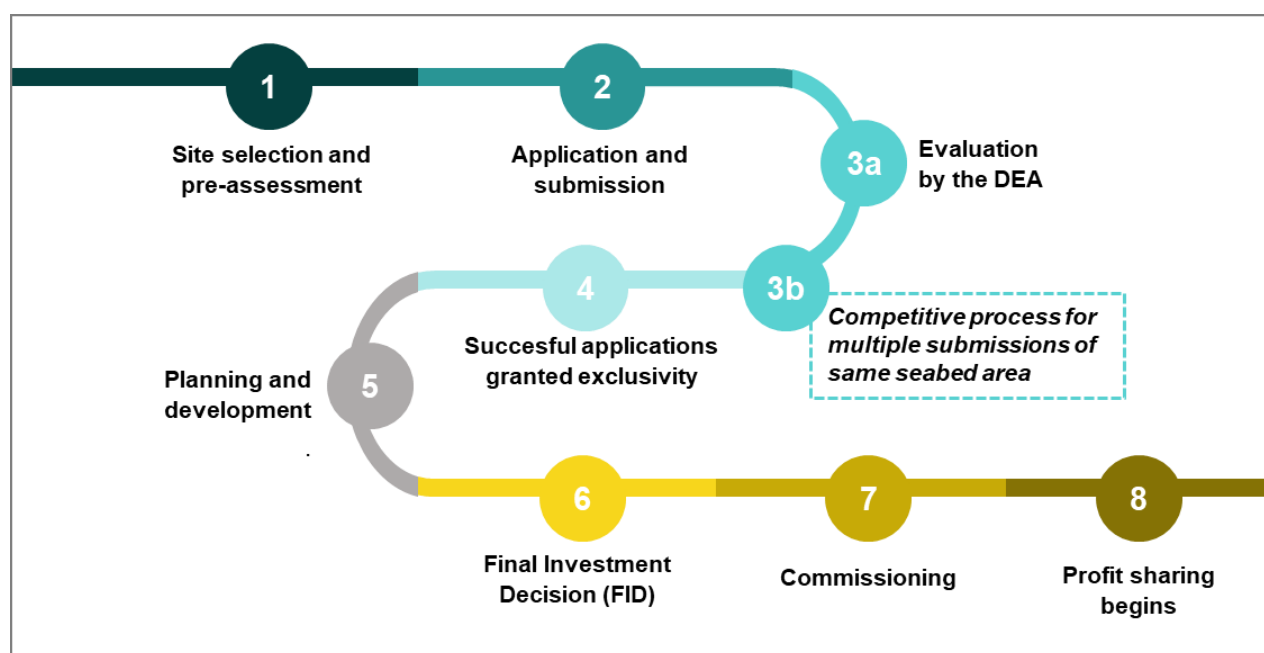 1
Site selection and
pre-assessment
2
Application and
submission
3a
Evaluation
by the DEA
3b
Competitive process for
multiple submissions of
same seabed area
4
Succesful applications
granted exclusivity
5
Planning and
development
.
6
Final Investment
Decision (FID)
7
Commissioning
8
Profit sharing
begins